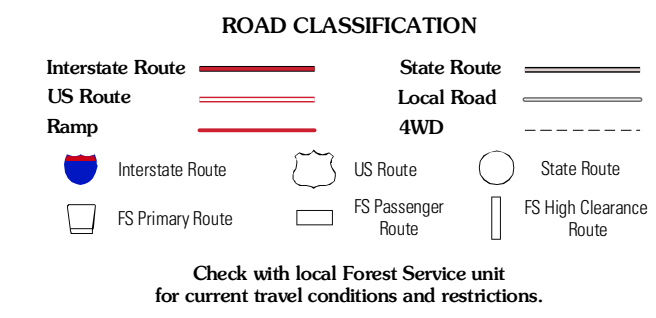 ROAD CLASSIFICATION
Interstate Route
State Route
US Route
Local Road
Ramp
4WD
Interstate Route
US Route
State Route
FS Primary Route
FS Passenger
Route
FS High Clearance
Route
Check with local Forest Service unit
for current travel conditions and restrictions.